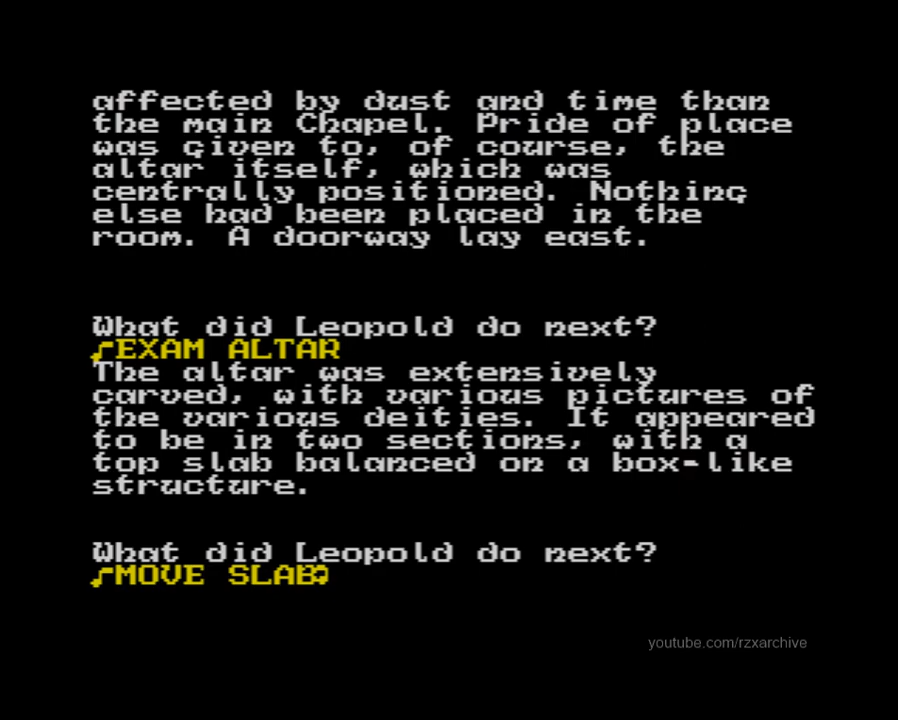 affected by dust and time than
the main Chapel. Pride of place
was given to, of course, the
altar itself, which was
centrally positioned. Nothing
else had been placed in the
room. A doorway lay east.
What did Leopold do next?
EXAM ALTAR
The altar was extensively
carved, with various pictures of
the various deities. It appeared
to be in two sections, with a
top slab balanced on a box-like
structure.
What did Leopold do next?
MOVE SLAB
youtube.com/rzxarchive